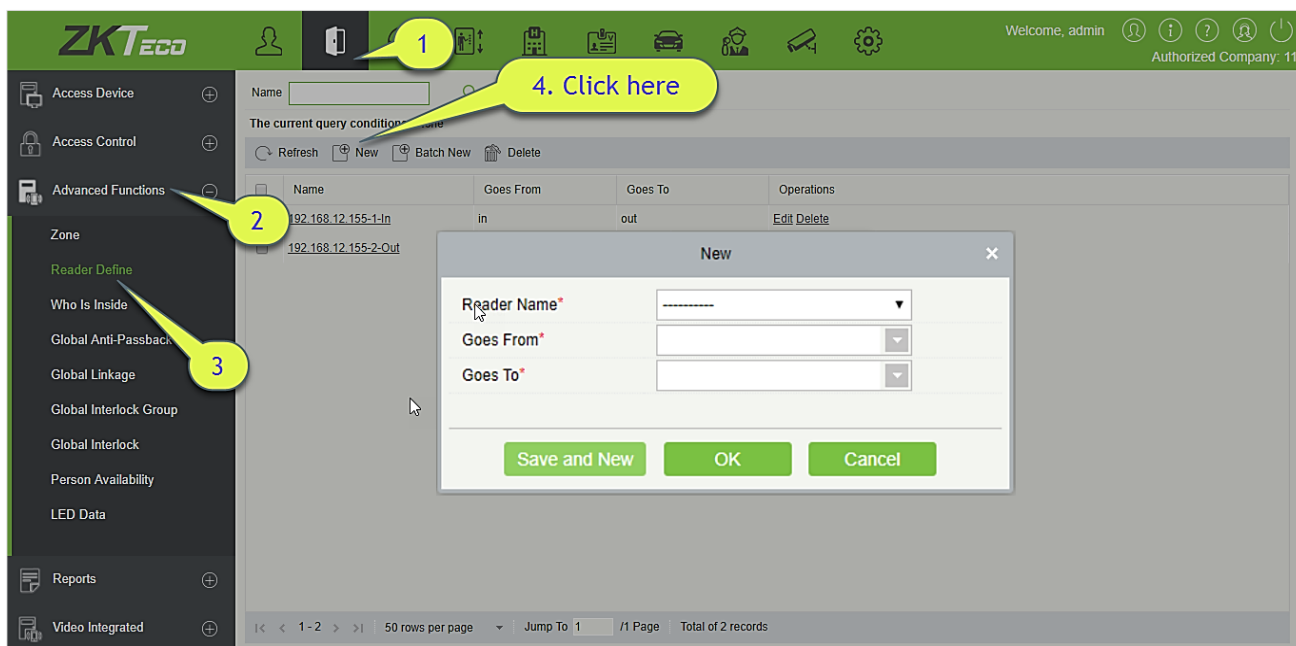 ZKTECO
Welcome, admin
Authorized Company: 11
1
4. Click here
Access Device
Name
The current query conditions
Access Control
Refresh New Batch New Delete
Advanced Functions
Name Goes From Goes To Operations
2
192.168.12.155-1-In in out Edit Delete
Zone
192.168.12.155-2-Out
New
Reader Define
Who Is Inside
Reader Name* ----------
Global Anti-Passback
Goes From*
3
Global Linkage
Goes To*
Global Interlock Group
Global Interlock
Save and New OK Cancel
Person Availability
LED Data
Reports
Video Integrated
1 - 2 50 rows per page Jump To 1 /1 Page Total of 2 records